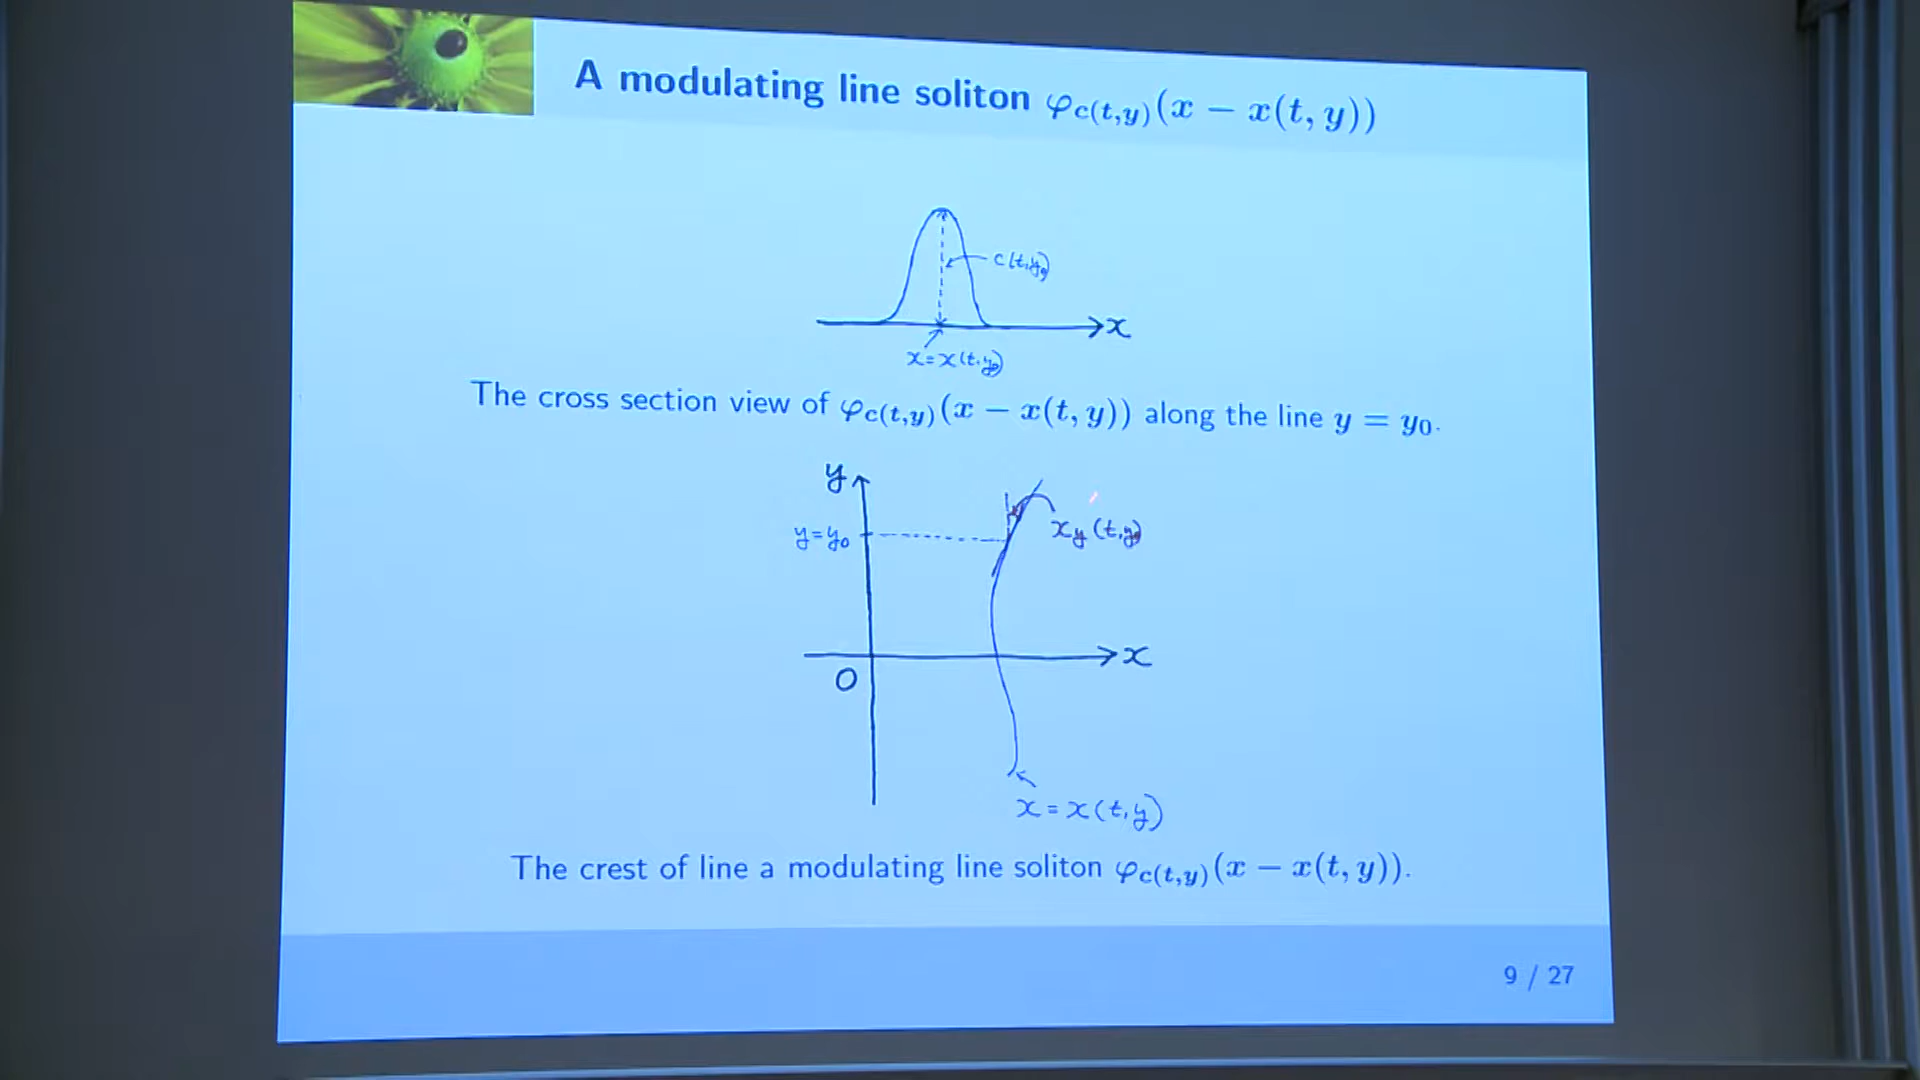 A modulating line soliton φc(t,y)(x − x(t, y))
c(t,y₀)
x
x=x(t,y₀)
The cross section view of φc(t,y)(x − x(t, y)) along the line y = y₀.
y
y=y₀
xy(t,y₀)
x
O
x=x(t,y)
The crest of line a modulating line soliton φc(t,y)(x − x(t, y)).
9 / 27